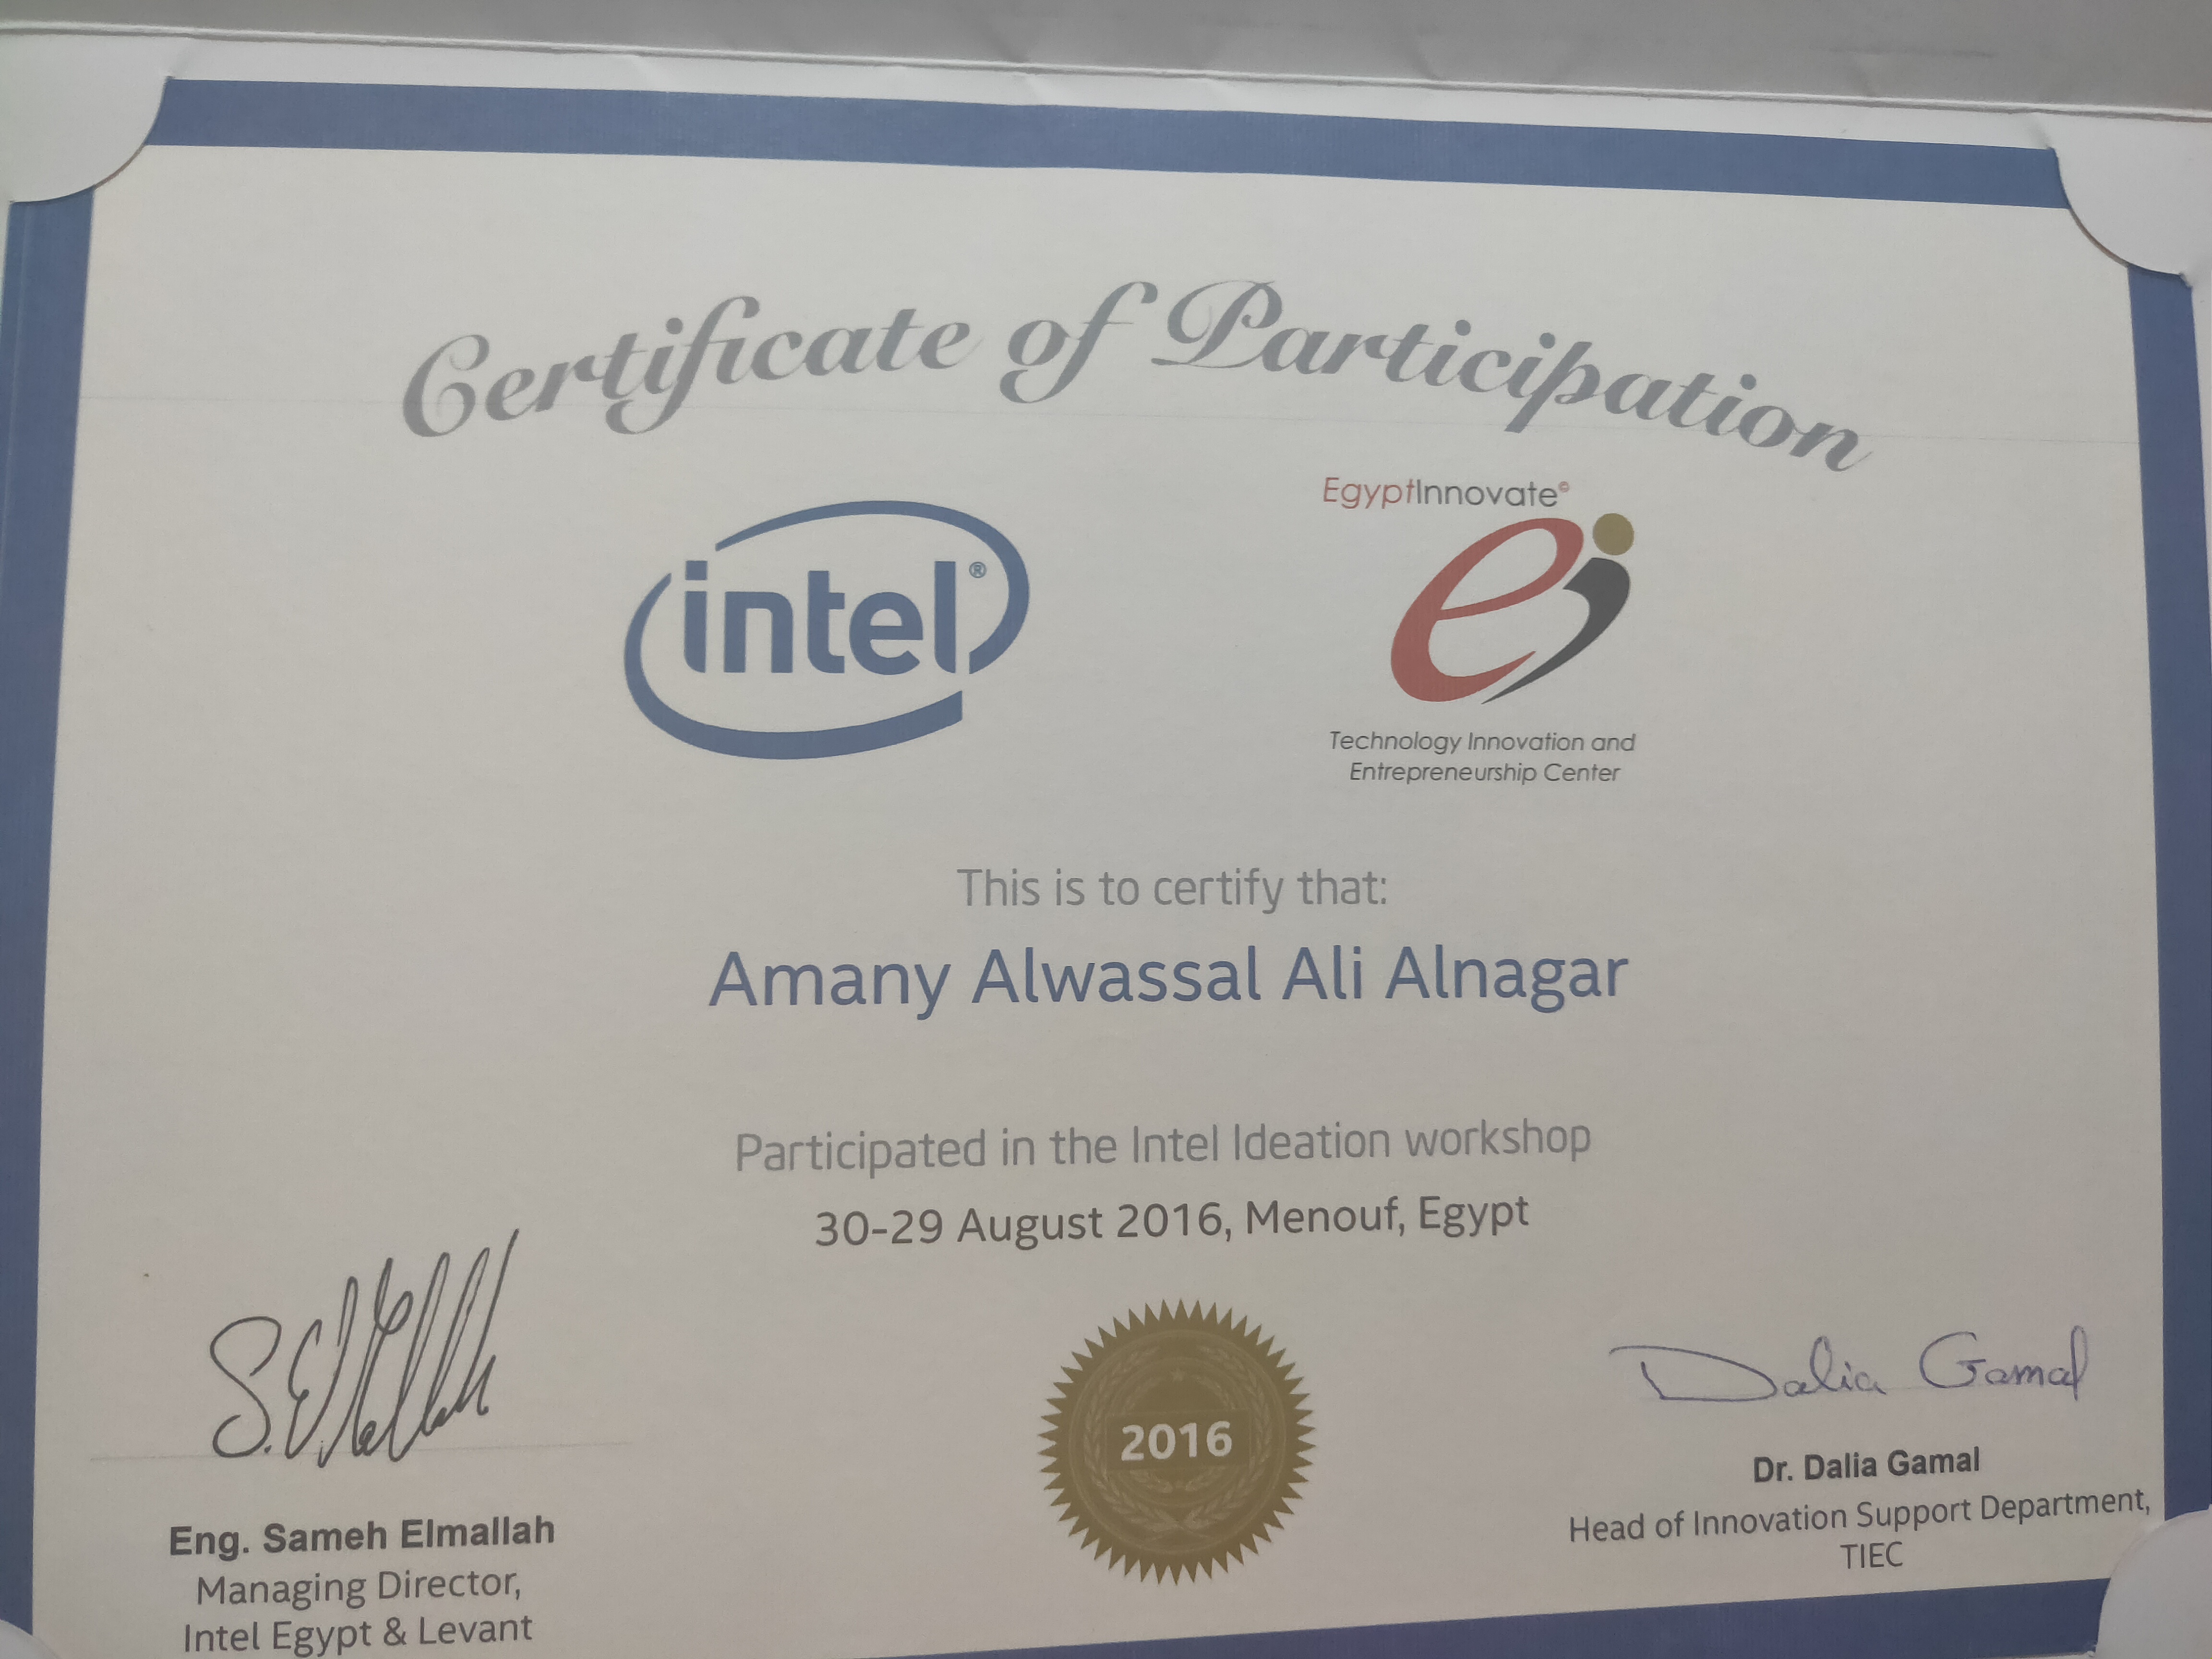 Certificate of Participation
intel®
EgyptInnovate©
ei
Technology Innovation and
Entrepreneurship Center
This is to certify that:
Amany Alwassal Ali Alnagar
Participated in the Intel Ideation workshop
30-29 August 2016, Menouf, Egypt
S. ElMallah
Eng. Sameh Elmallah
Managing Director,
Intel Egypt & Levant
2016
Dalia Gamal
Dr. Dalia Gamal
Head of Innovation Support Department,
TIEC